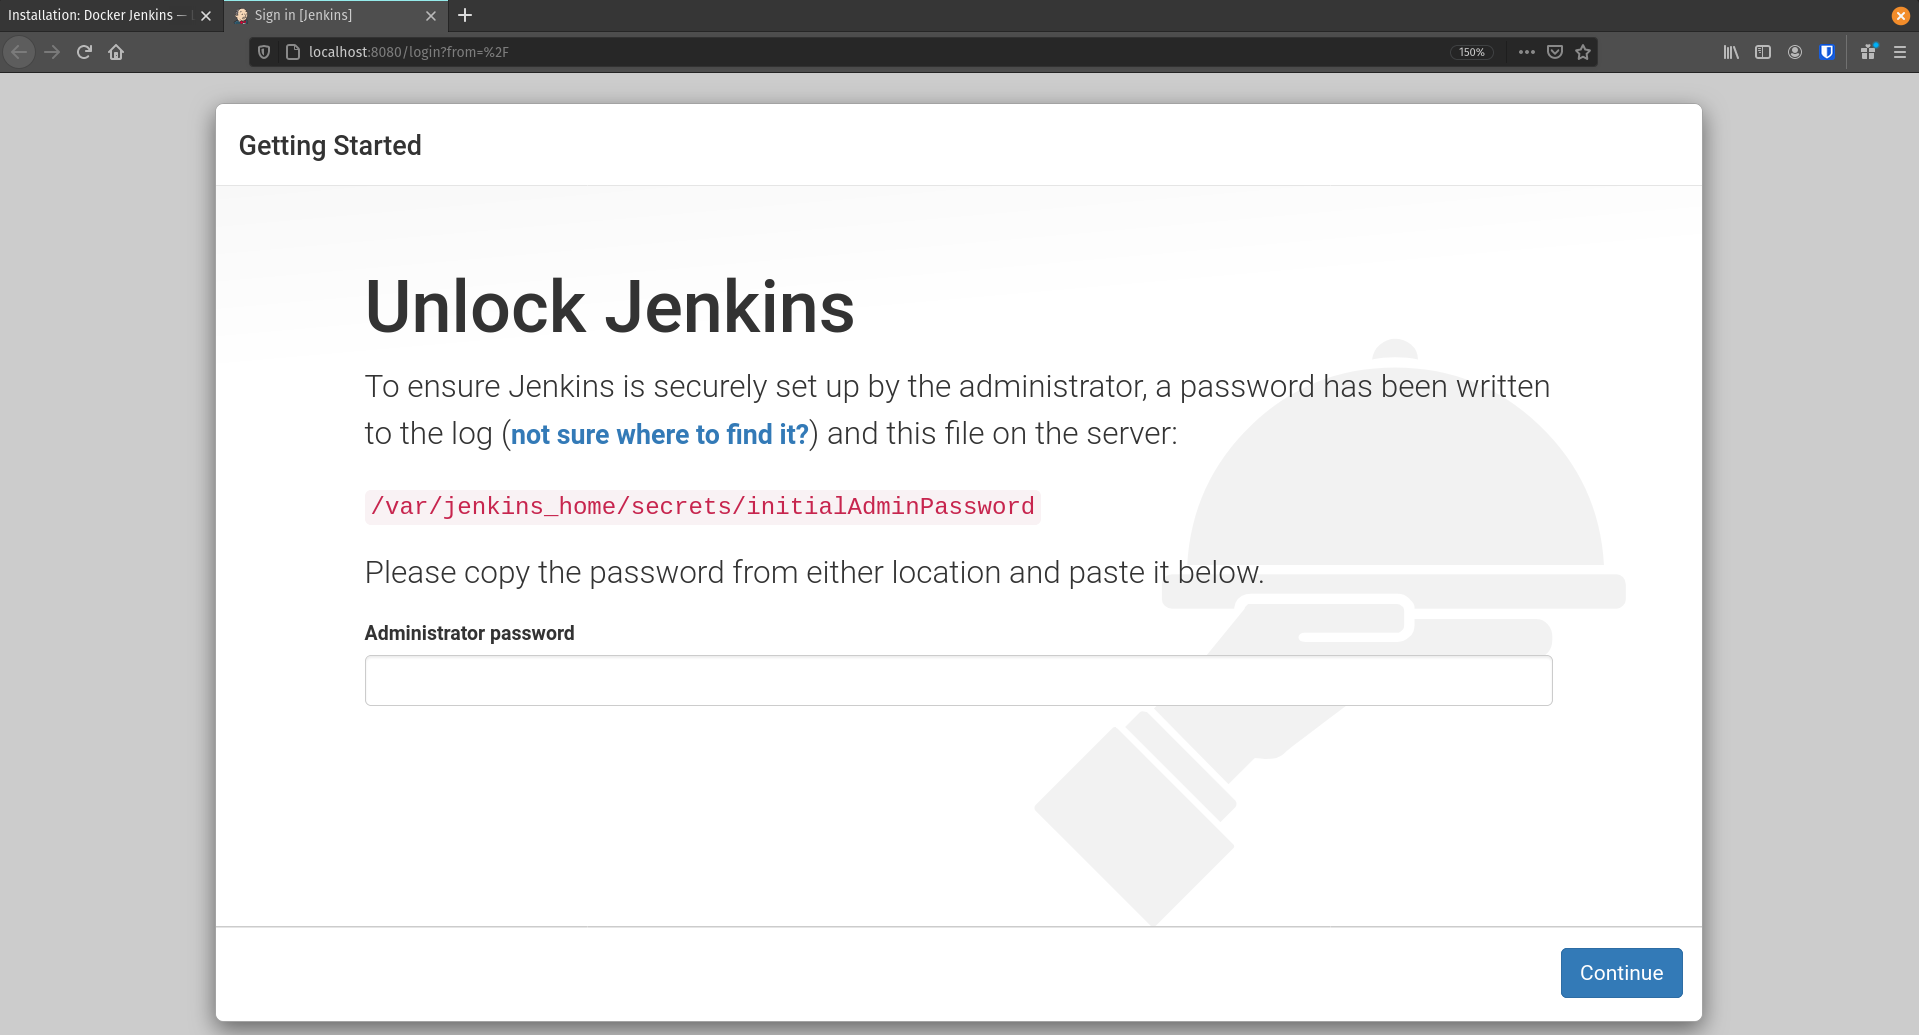 Installation: Docker Jenkins —
Sign in [Jenkins]
localhost:8080/login?from=%2F
150%
Getting Started
Unlock Jenkins
To ensure Jenkins is securely set up by the administrator, a password has been written
to the log (not sure where to find it?) and this file on the server:
/var/jenkins_home/secrets/initialAdminPassword
Please copy the password from either location and paste it below.
Administrator password
Continue